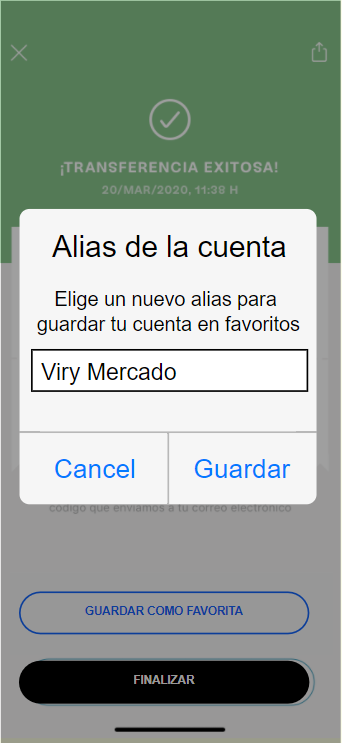 ¡TRANSFERENCIA EXITOSA!
20/MAR/2020, 11:38 H
Alias de la cuenta
Elige un nuevo alias para
guardar tu cuenta en favoritos
Viry Mercado
Cancel
Guardar
código que enviamos a tu correo electrónico
GUARDAR COMO FAVORITA
FINALIZAR